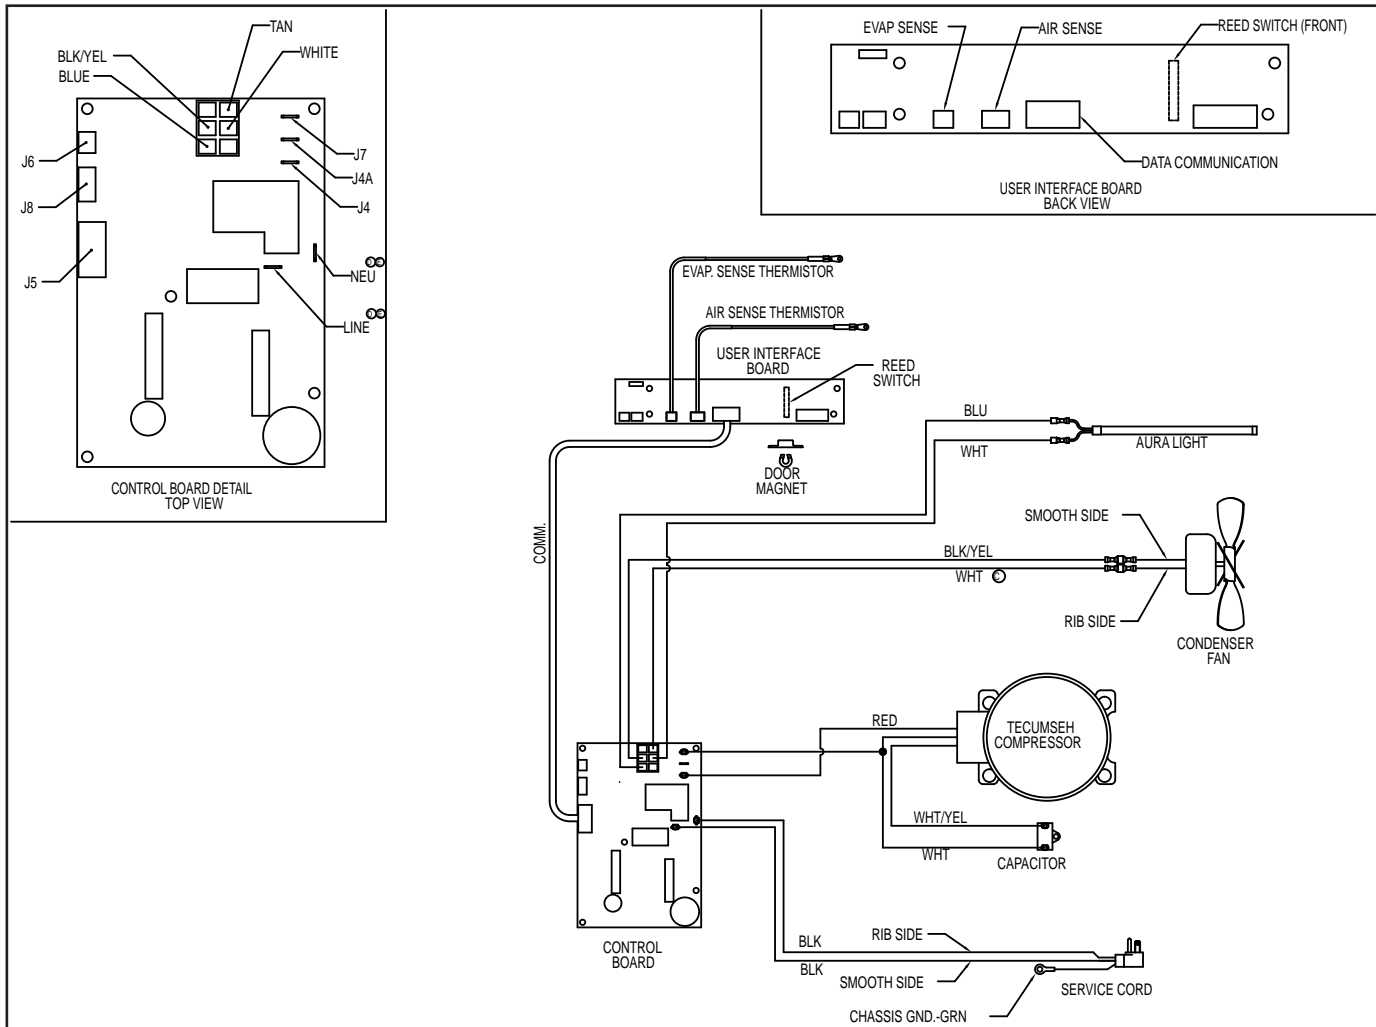 TAN
BLK/YEL
WHITE
BLUE
J6
J7
J4A
J8
J4
J5
NEU
LINE
CONTROL BOARD DETAIL
TOP VIEW
EVAP SENSE
AIR SENSE
REED SWITCH (FRONT)
DATA COMMUNICATION
USER INTERFACE BOARD
BACK VIEW
EVAP. SENSE THERMISTOR
AIR SENSE THERMISTOR
USER INTERFACE
BOARD
REED
SWITCH
DOOR
MAGNET
BLU
WHT
AURA LIGHT
COMM.
SMOOTH SIDE
BLK/YEL
WHT
RIB SIDE
CONDENSER
FAN
RED
TECUMSEH
COMPRESSOR
WHT/YEL
WHT
CAPACITOR
CONTROL
BOARD
BLK
BLK
RIB SIDE
SMOOTH SIDE
SERVICE CORD
CHASSIS GND.-GRN